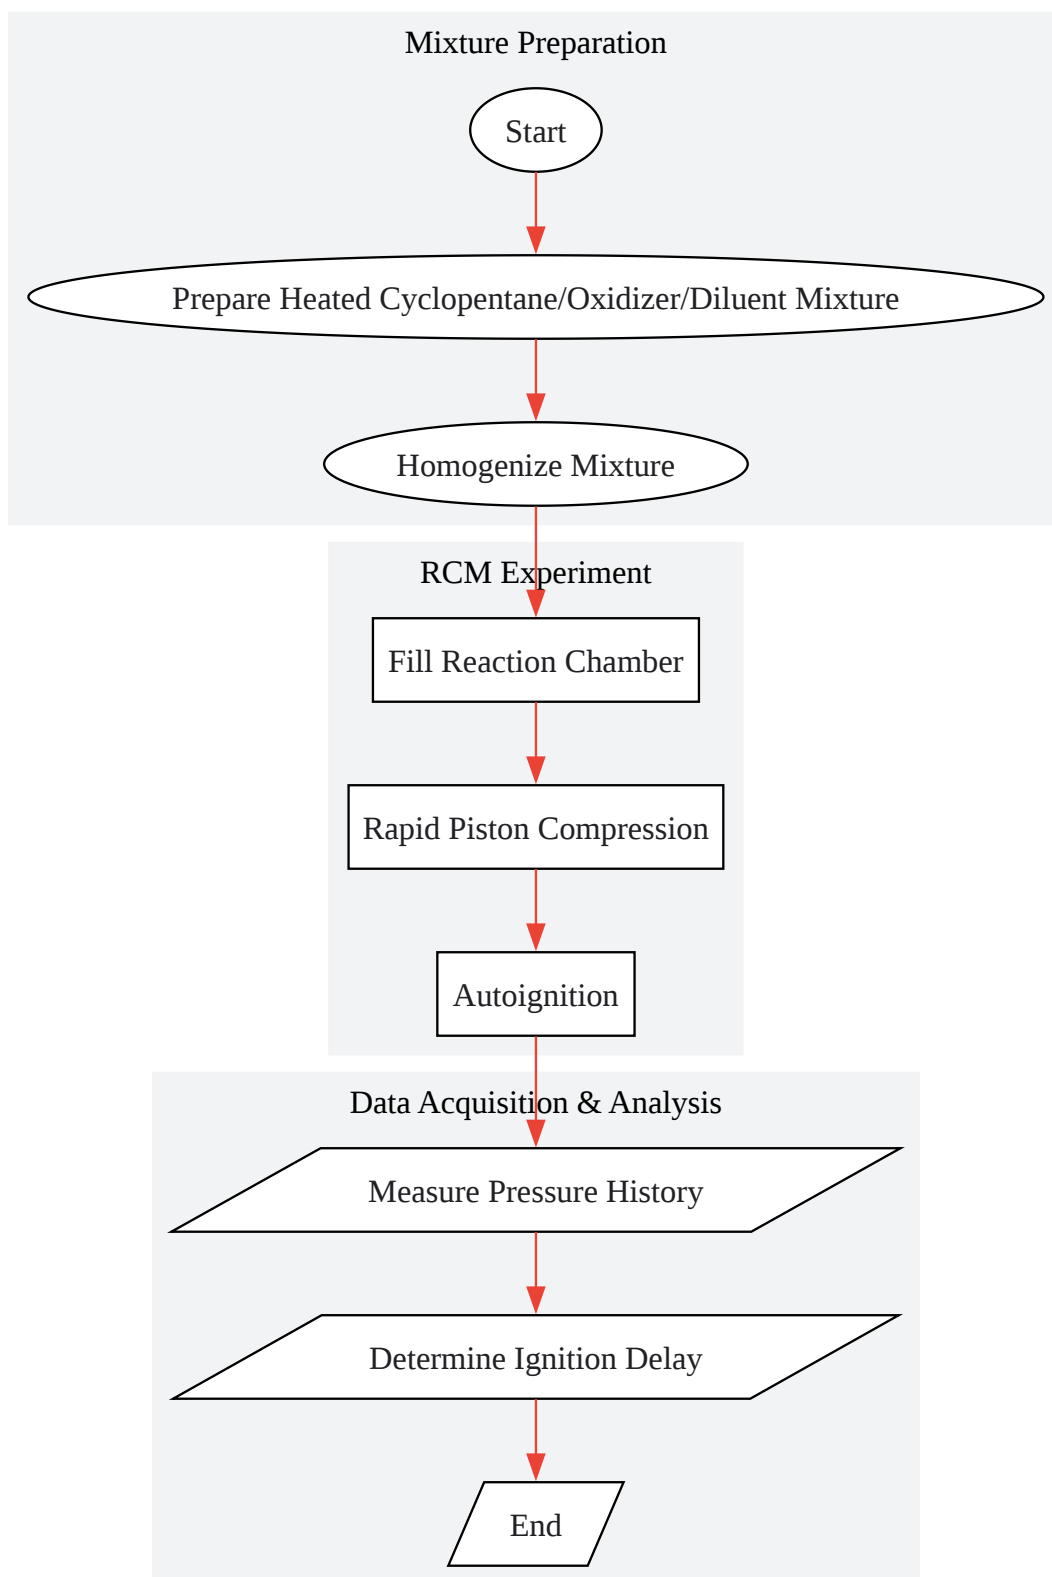 Mixture Preparation
Start
Prepare Heated Cyclopentane/Oxidizer/Diluent Mixture
Homogenize Mixture
RCM Experiment
Fill Reaction Chamber
Rapid Piston Compression
Autoignition
Data Acquisition & Analysis
Measure Pressure History
Determine Ignition Delay
End